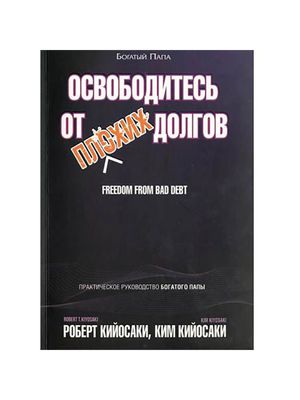 Богатый Папа
ОСВОБОДИТЕСЬ
ОТ ПЛОХИХ ДОЛГОВ
FREEDOM FROM BAD DEBT
ПРАКТИЧЕСКОЕ РУКОВОДСТВО БОГАТОГО ПАПЫ
ROBERT T. KIYOSAKI KIM KIYOSAKI
РОБЕРТ КИЙОСАКИ, КИМ КИЙОСАКИ